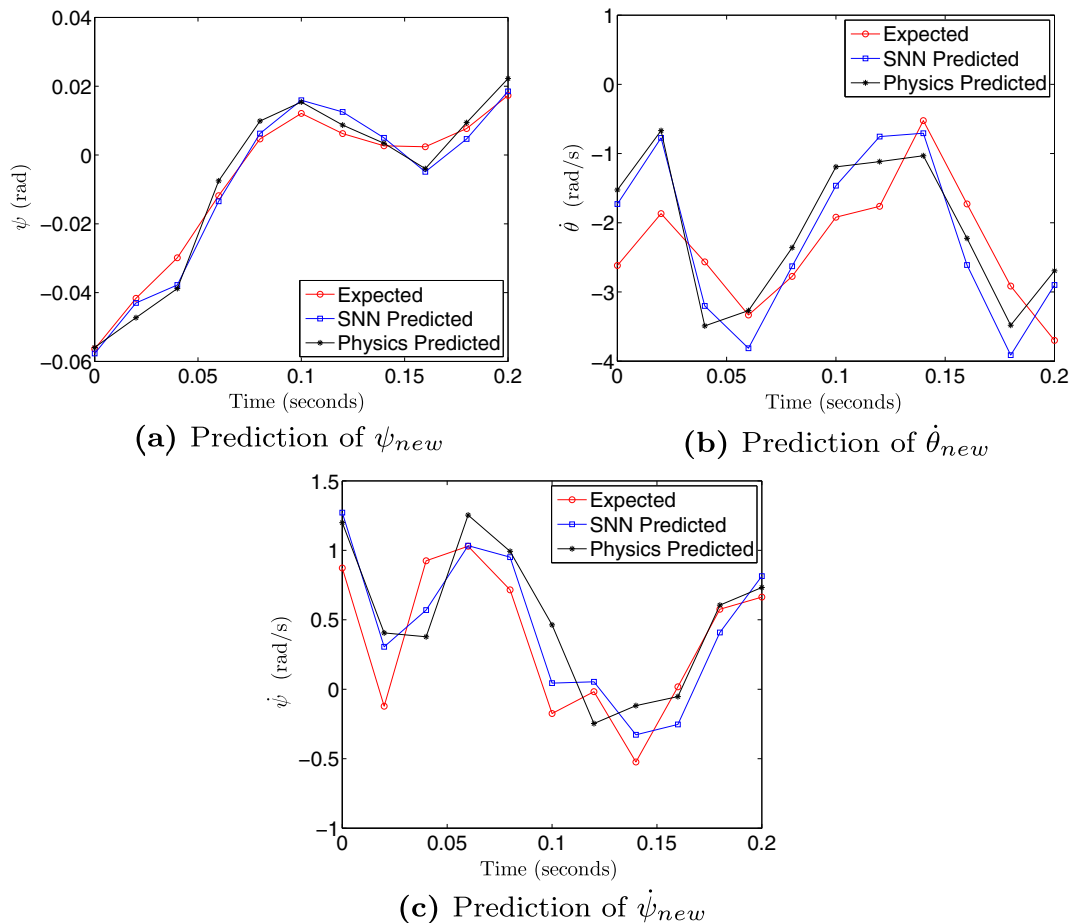 0.04
0.02
0
−0.02
−0.04
−0.06
ψ (rad)
Expected
SNN Predicted
Physics Predicted
0 0.05 0.1 0.15 0.2
Time (seconds)
(a) Prediction of ψnew
1
0
−1
−2
−3
−4
θ̇ (rad/s)
Expected
SNN Predicted
Physics Predicted
0 0.05 0.1 0.15 0.2
Time (seconds)
(b) Prediction of θ̇new
1.5
1
0.5
0
−0.5
−1
ψ̇ (rad/s)
Expected
SNN Predicted
Physics Predicted
0 0.05 0.1 0.15 0.2
Time (seconds)
(c) Prediction of ψ̇new